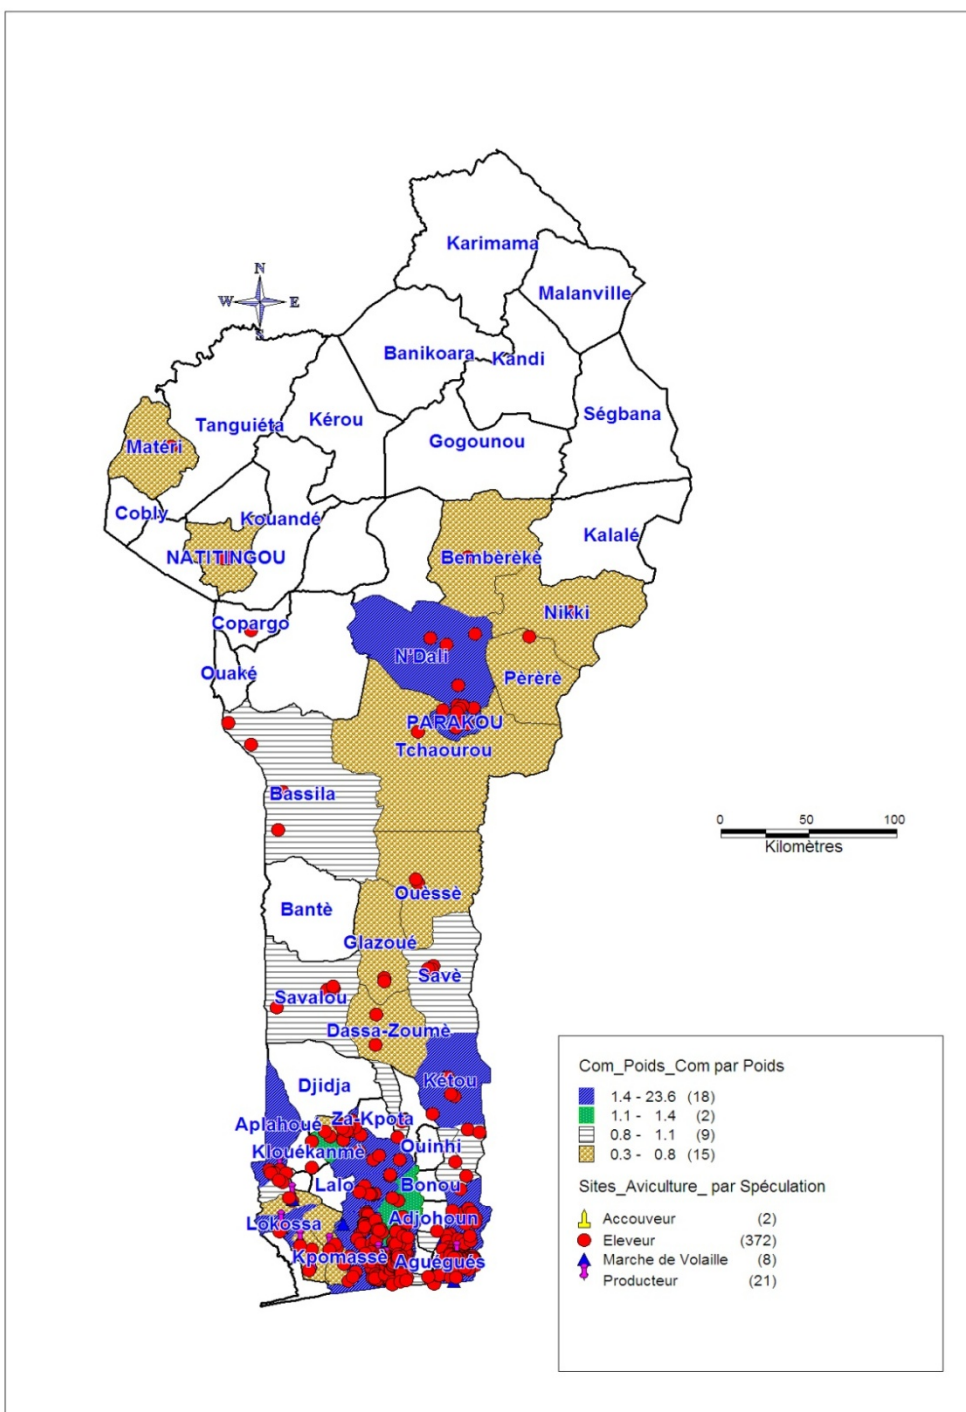 Karimama
N
W E
S
Malanville
Banikoara
Kandi
Ségbana
Tanguiéta
Kérou
Gogounou
Matéri
Cobly
Kouandé
Kalalé
NATITINGOU
Bembèrèkè
Copargo
Nikki
N'Dali
Ouaké
Pèrèrè
PARAKOU
Tchaourou
Bassila
0 50 100
Kilomètres
Ouèssè
Bantè
Glazoué
Savè
Savalou
Dassa-Zoumè
Djidja
Kétou
Aplahoué
Za-Kpota
Klouékanmè
Ouinhi
Lalo
Bonou
Lokossa
Adjohoun
Kpomassè
Aguégués
Com_Poids_Com par Poids
1.4 - 23.6 (18)
1.1 - 1.4 (2)
0.8 - 1.1 (9)
0.3 - 0.8 (15)
Sites_Aviculture_ par Spéculation
Accouveur (2)
Eleveur (372)
Marche de Volaille (8)
Producteur (21)